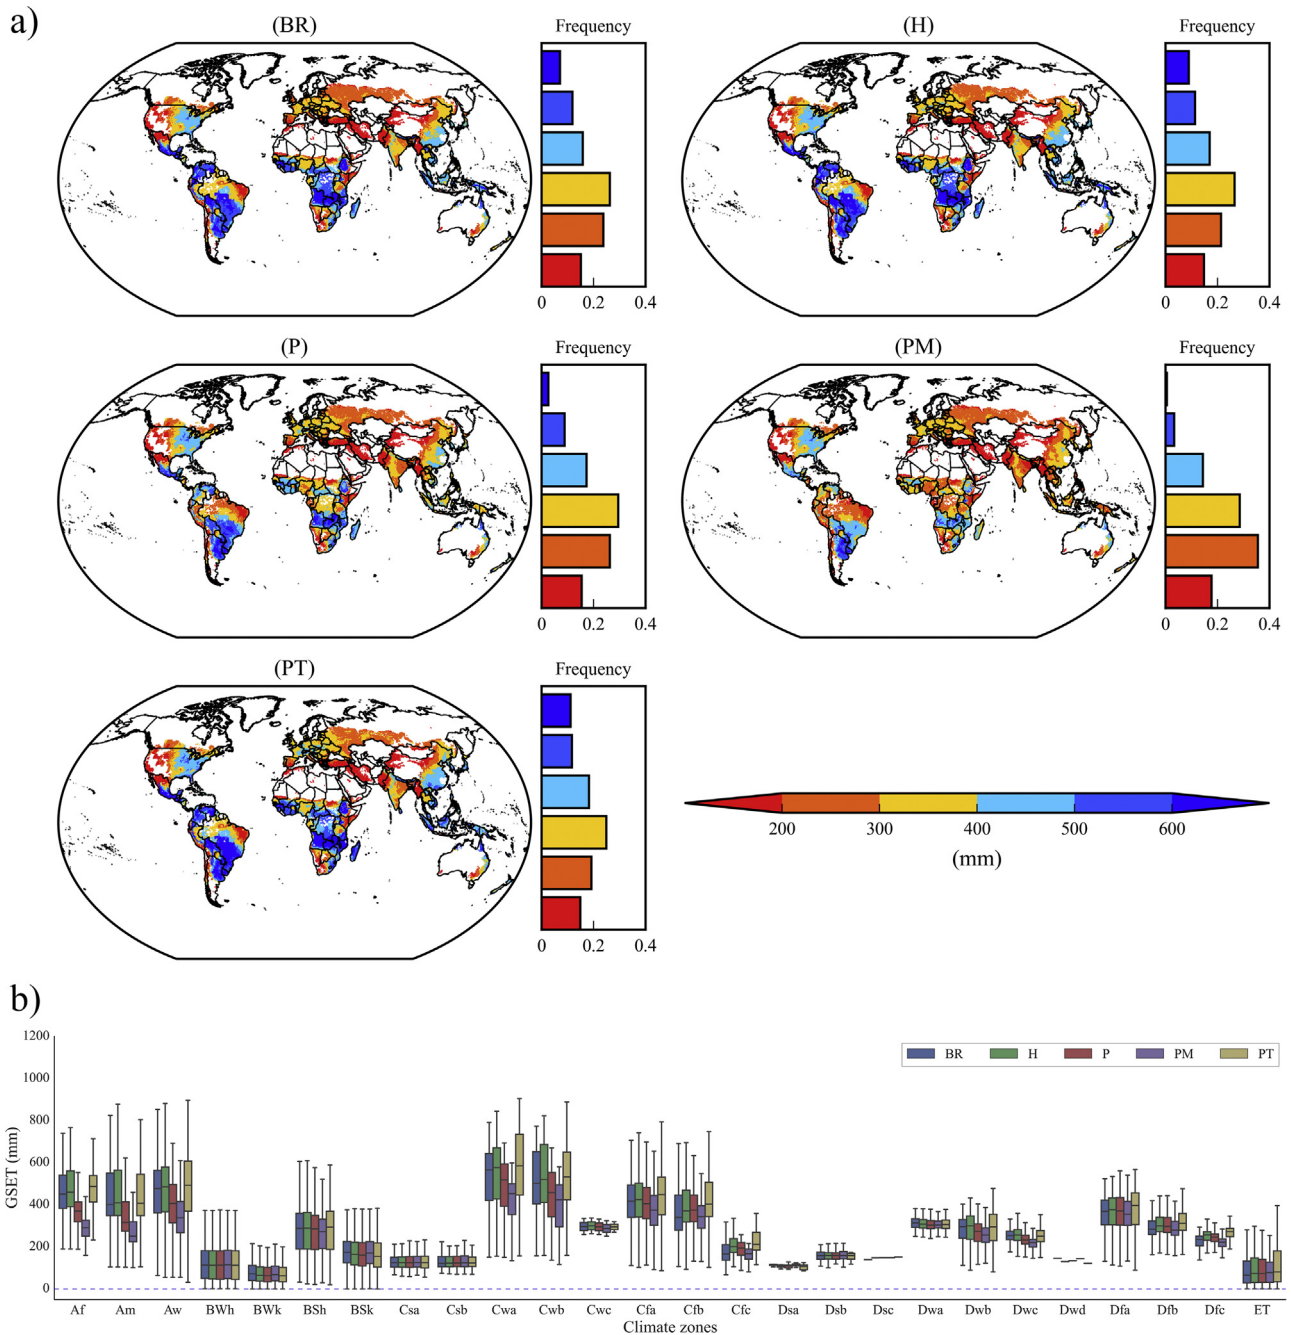 a)
(BR)
Frequency
0 0.2 0.4
(H)
Frequency
0 0.2 0.4
(P)
Frequency
0 0.2 0.4
(PM)
Frequency
0 0.2 0.4
(PT)
Frequency
0 0.2 0.4
200 300 400 500 600
(mm)
b)
GSET (mm)
1200
1000
800
600
400
200
0
BR H P PM PT
Af Am Aw BWh BWk BSh BSk Csa Csb Cwa Cwb Cwc Cfa Cfb Cfc Dsa Dsb Dsc Dwa Dwb Dwc Dwd Dfa Dfb Dfc ET
Climate zones